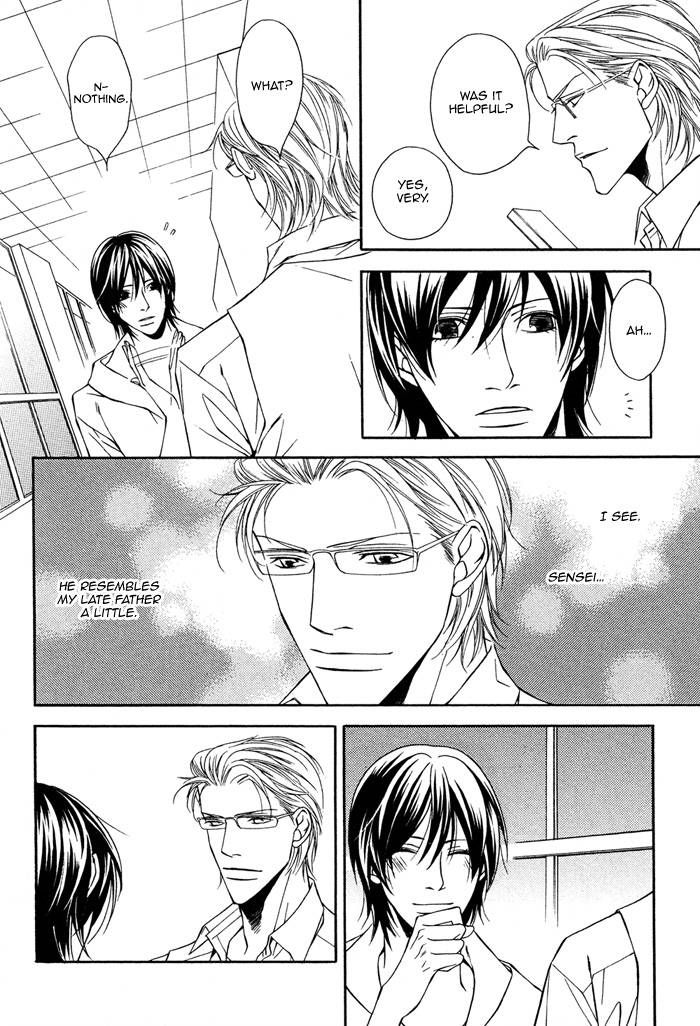 WAS IT
HELPFUL?
YES,
VERY.
WHAT?
N-
NOTHING.
AH...
I SEE.
SENSEI...
HE RESEMBLES
MY LATE FATHER
A LITTLE.